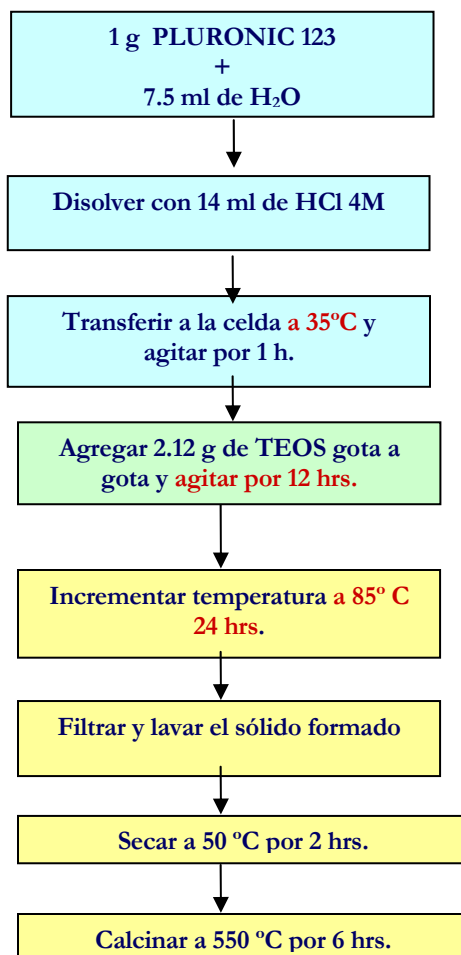 1 g PLURONIC 123
+
7.5 ml de H₂O
Disolver con 14 ml de HCl 4M
Transferir a la celda a 35ºC y
agitar por 1 h.
Agregar 2.12 g de TEOS gota a
gota y agitar por 12 hrs.
Incrementar temperatura a 85º C
24 hrs.
Filtrar y lavar el sólido formado
Secar a 50 ºC por 2 hrs.
Calcinar a 550 ºC por 6 hrs.